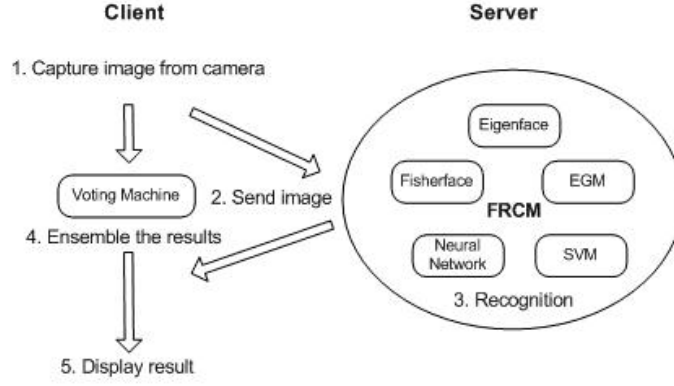 Client
Server
1. Capture image from camera
Eigenface
Voting Machine
2. Send image
Fisherface
EGM
FRCM
4. Ensemble the results
Neural
Network
SVM
3. Recognition
5. Display result